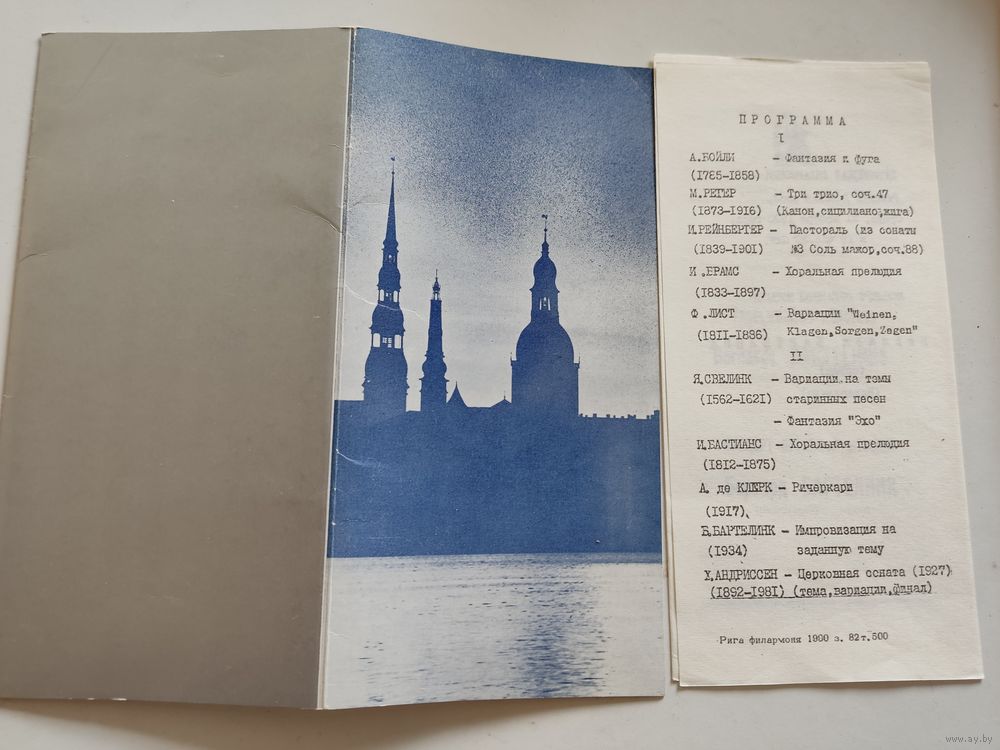 ПРОГРАММА
I
А.БОЙЛИ - Фантазия и фуга
(1785-1858)
М.РЕГЕР - Три трио, соч.47
(1873-1916) (Канон,сицилиано,жига)
И.РЕЙНБЕРГЕР - Пастораль (из сонаты
(1839-1901) №3 Соль мажор,соч.88)
И.БРАМС - Хоральная прелюдия
(1833-1897)
Ф.ЛИСТ - Вариации "Weinen,
(1811-1886) Klagen,Sorgen,Zagen"
II
Я.СВЕЛИНК - Вариации на темы
(1562-1621) старинных песен
- Фантазия "Эхо"
И.БАСТИАНС - Хоральная прелюдия
(1812-1875)
А. де КЛЕРК - Ричеркари
(1917)
Б.БАРТЕЛИНК - Импровизация на
(1934) заданную тему
Х.АНДРИССЕН - Церковная соната (1927)
(1892-1981) (тема,вариации,финал)
Рига филармоня 1990 з. 82т.500
www.ay.by